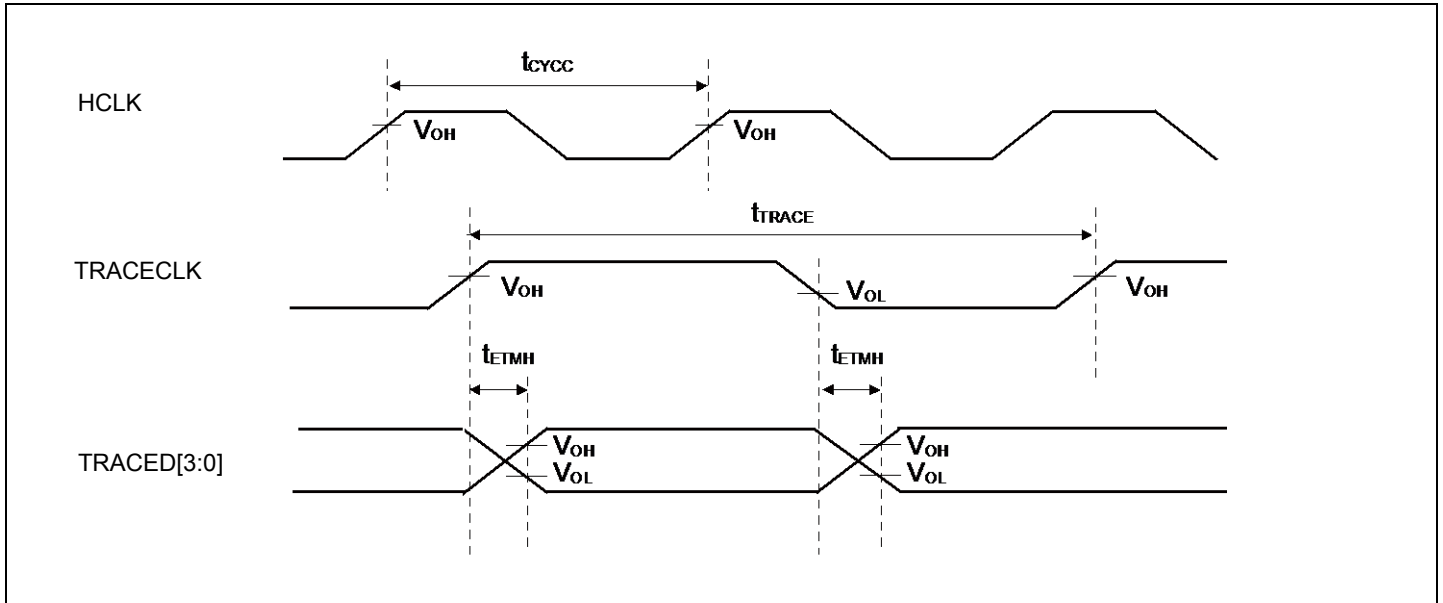 tCYCC
HCLK
VOH
VOH
tTRACE
TRACECLK
VOH
VOL
VOH
tETMH
tETMH
TRACED[3:0]
VOH
VOH
VOL
VOL